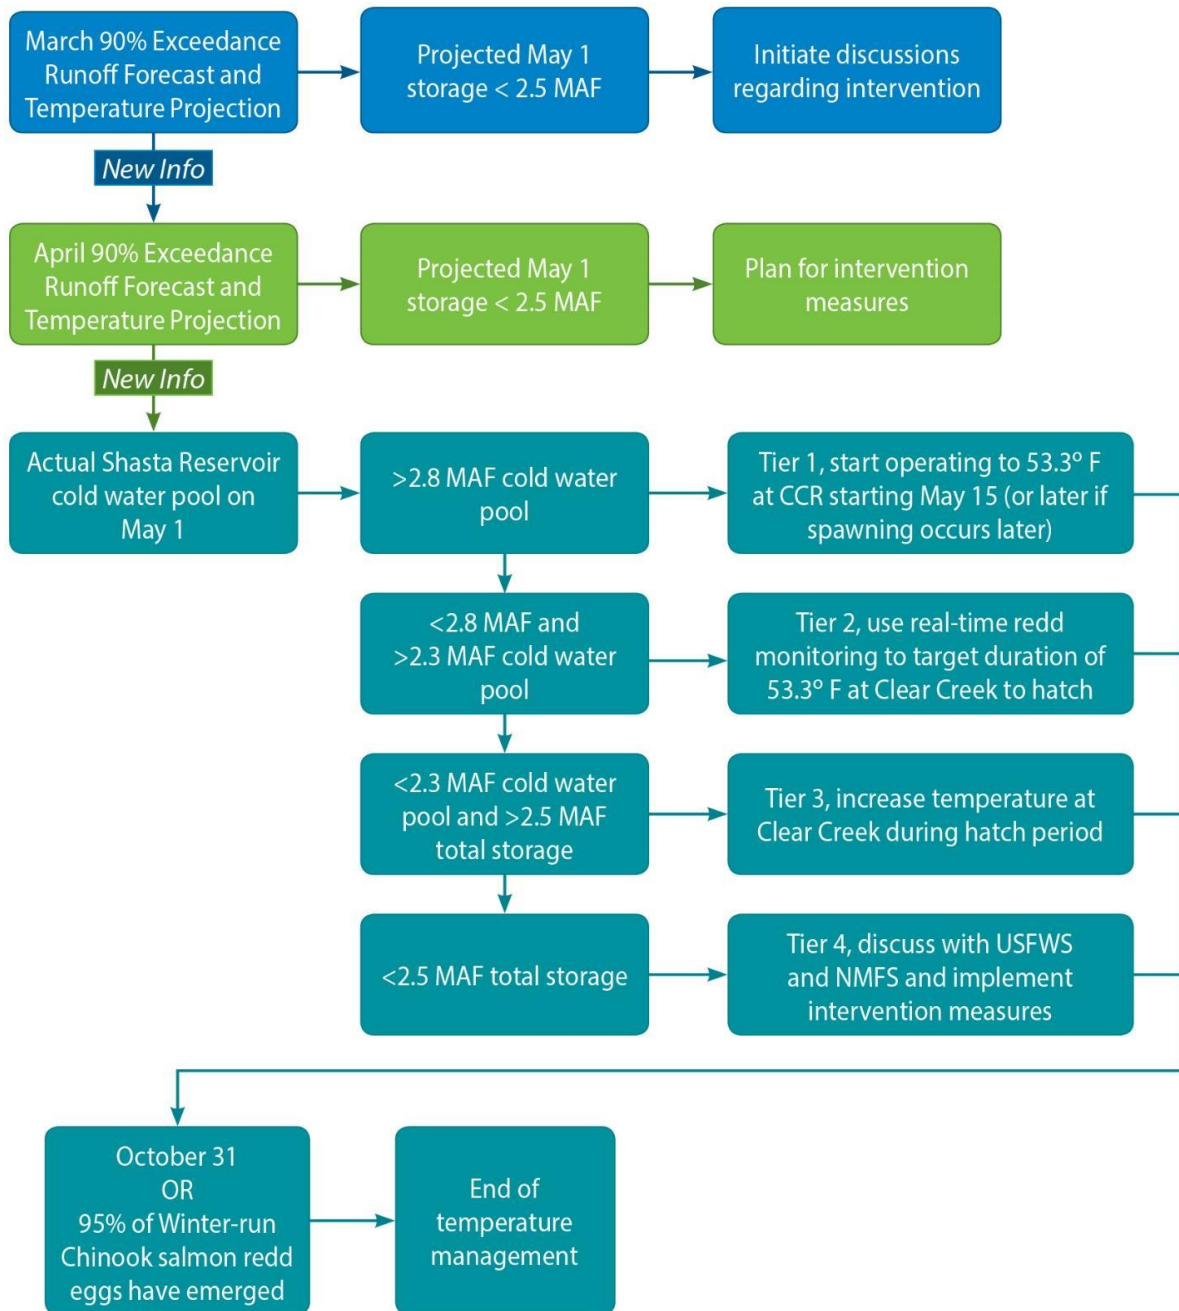 March 90% Exceedance
Runoff Forecast and
Temperature Projection
Projected May 1
storage < 2.5 MAF
Initiate discussions
regarding intervention
New Info
April 90% Exceedance
Runoff Forecast and
Temperature Projection
Projected May 1
storage < 2.5 MAF
Plan for intervention
measures
New Info
Actual Shasta Reservoir
cold water pool on
May 1
>2.8 MAF cold water
pool
Tier 1, start operating to 53.3º F
at CCR starting May 15 (or later if
spawning occurs later)
<2.8 MAF and
>2.3 MAF cold water
pool
Tier 2, use real-time redd
monitoring to target duration of
53.3º F at Clear Creek to hatch
<2.3 MAF cold water
pool and >2.5 MAF
total storage
Tier 3, increase temperature at
Clear Creek during hatch period
<2.5 MAF total storage
Tier 4, discuss with USFWS
and NMFS and implement
intervention measures
October 31
OR
95% of Winter-run
Chinook salmon redd
eggs have emerged
End of
temperature
management